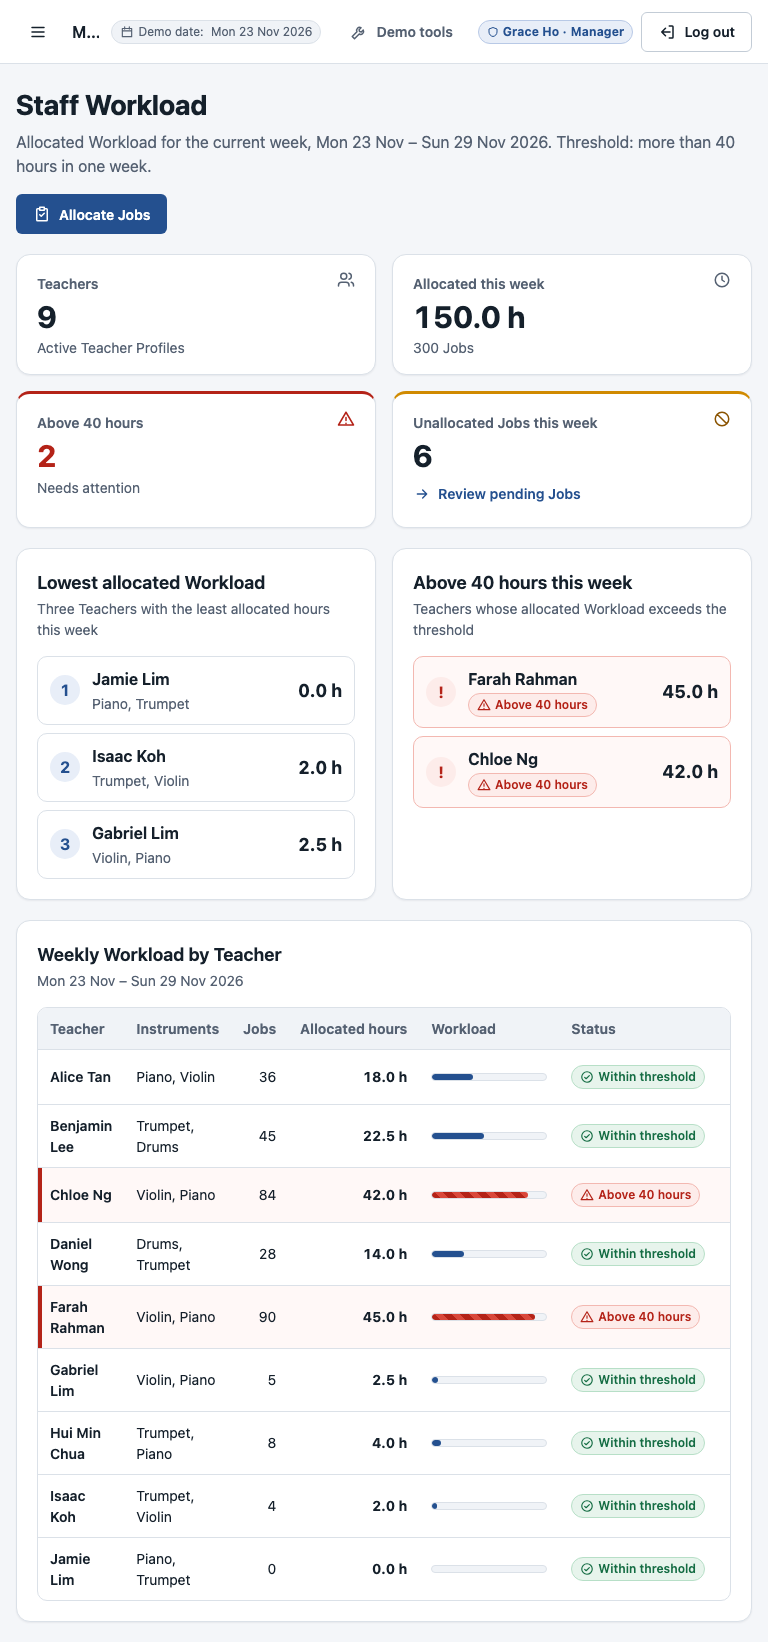 M...
Demo date: Mon 23 Nov 2026
Demo tools
Grace Ho · Manager
Log out
Staff Workload
Allocated Workload for the current week, Mon 23 Nov – Sun 29 Nov 2026. Threshold: more than 40
hours in one week.
Allocate Jobs
Teachers
9
Active Teacher Profiles
Allocated this week
150.0 h
300 Jobs
Above 40 hours
2
Needs attention
Unallocated Jobs this week
6
→ Review pending Jobs
Lowest allocated Workload
Three Teachers with the least allocated hours
this week
1 Jamie Lim 0.0 h
Piano, Trumpet
2 Isaac Koh 2.0 h
Trumpet, Violin
3 Gabriel Lim 2.5 h
Violin, Piano
Above 40 hours this week
Teachers whose allocated Workload exceeds the
threshold
! Farah Rahman 45.0 h
Above 40 hours
! Chloe Ng 42.0 h
Above 40 hours
Weekly Workload by Teacher
Mon 23 Nov – Sun 29 Nov 2026
Teacher Instruments Jobs Allocated hours Workload Status
Alice Tan Piano, Violin 36 18.0 h Within threshold
Benjamin Lee Trumpet, Drums 45 22.5 h Within threshold
Chloe Ng Violin, Piano 84 42.0 h Above 40 hours
Daniel Wong Drums, Trumpet 28 14.0 h Within threshold
Farah Rahman Violin, Piano 90 45.0 h Above 40 hours
Gabriel Lim Violin, Piano 5 2.5 h Within threshold
Hui Min Chua Trumpet, Piano 8 4.0 h Within threshold
Isaac Koh Trumpet, Violin 4 2.0 h Within threshold
Jamie Lim Piano, Trumpet 0 0.0 h Within threshold